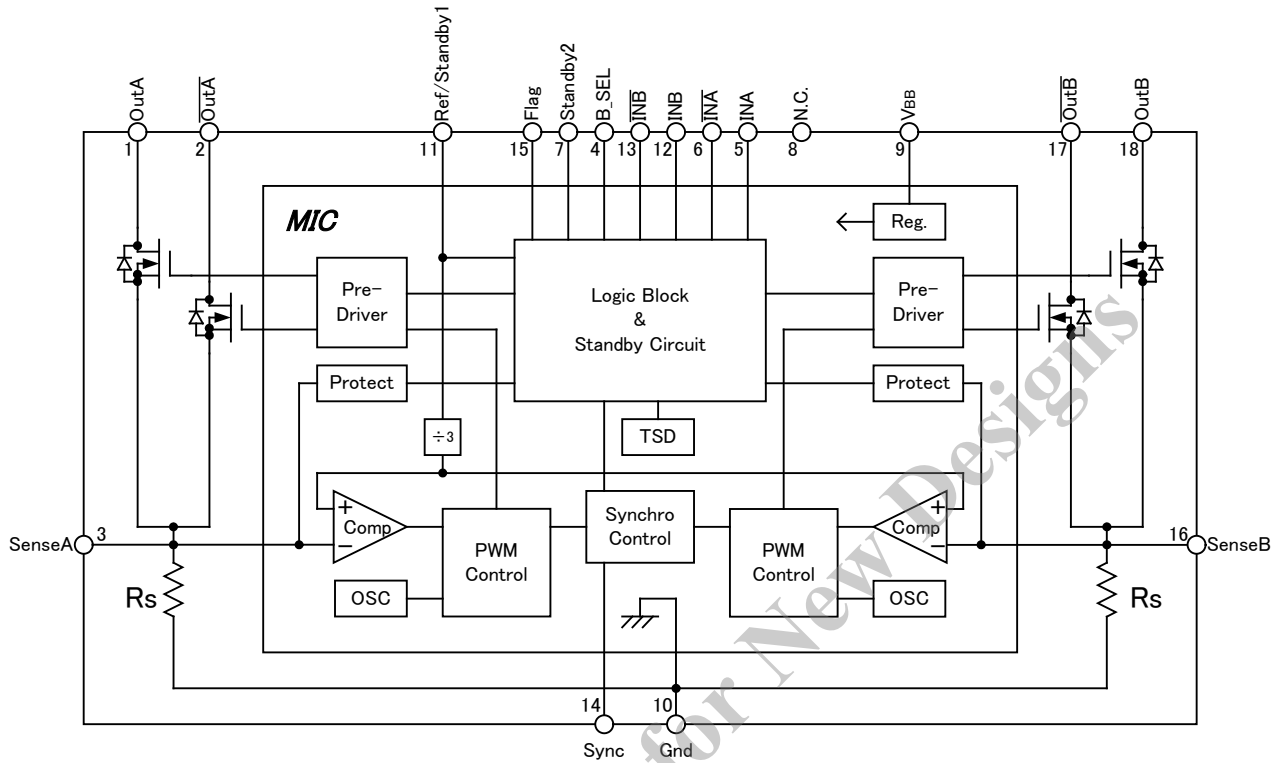 OutA
OutA
Ref/Standby1
Flag
Standby2
B_SEL
INB
INB
INA
INA
N.C.
VBB
OutB
OutB
1
2
11
15
7
4
13
12
6
5
8
9
17
18
MIC
Reg.
Pre-
Driver
Logic Block
&
Standby Circuit
Pre-
Driver
Protect
Protect
÷3
TSD
+
Comp
−
PWM
Control
Synchro
Control
PWM
Control
+
Comp
−
SenseA
3
16
SenseB
OSC
OSC
Rs
Rs
14
10
Sync
Gnd
for New Designs